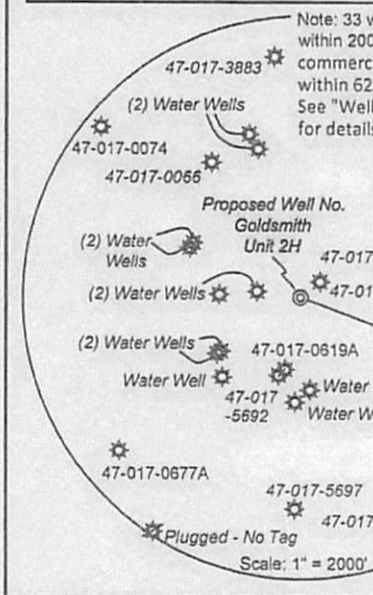 Note: 33 w
within 200
47-017-3883
commerc
within 62
(2) Water Wells
See "Well
for details
47-017-0074
47-017-0066
Proposed Well No.
Goldsmith
Unit 2H
(2) Water
Wells
47-017
(2) Water Wells
47-01
(2) Water Wells
47-017-0619A
Water Well
47-017
-5692
Water
Water W
47-017-0677A
47-017-5697
47-017
Plugged - No Tag
Scale: 1" = 2000'